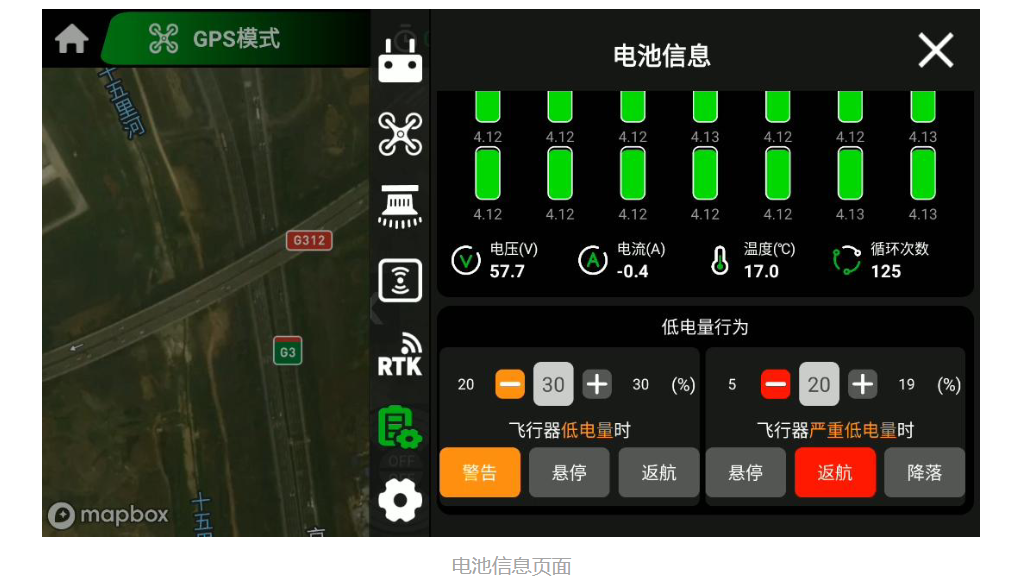 GPS模式
十五里河
G312
G3
mapbox
十五
RTK
OFF
电池信息
4.12 4.12 4.12 4.13 4.12 4.12 4.13
4.12 4.12 4.12 4.12 4.12 4.13 4.13
电压(V) 57.7
电流(A) -0.4
温度(℃) 17.0
循环次数 125
低电量行为
20 30 30 (%)
飞行器低电量时
警告 悬停 返航
5 20 19 (%)
飞行器严重低电量时
悬停 返航 降落
电池信息页面